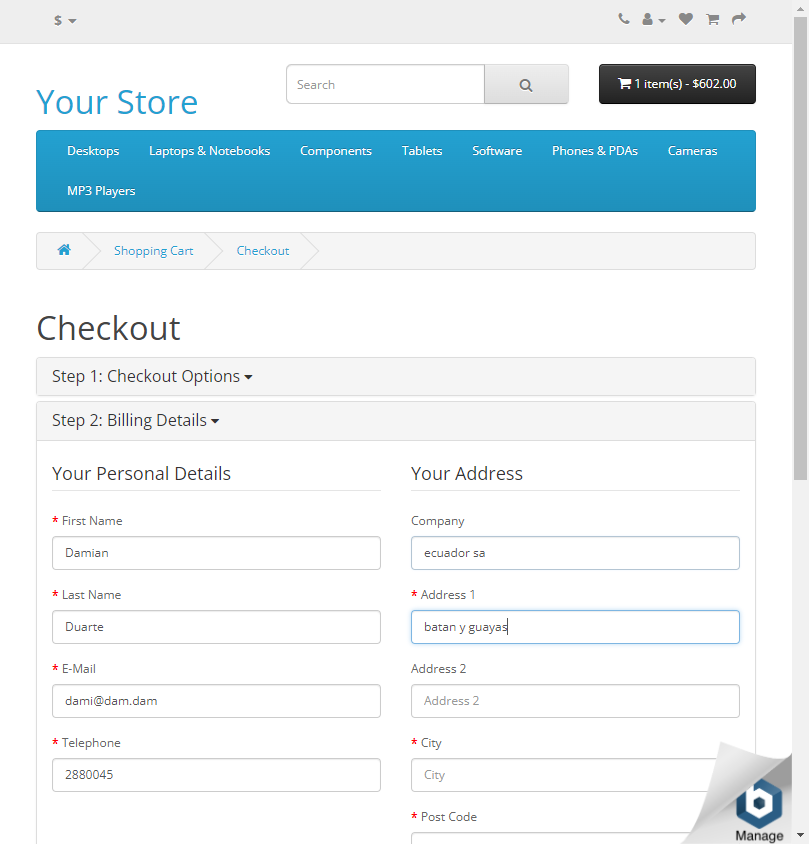 $
Your Store
Search
1 item(s) - $602.00
Desktops Laptops & Notebooks Components Tablets Software Phones & PDAs Cameras
MP3 Players
Shopping Cart Checkout
Checkout
Step 1: Checkout Options
Step 2: Billing Details
Your Personal Details
* First Name
Damian
* Last Name
Duarte
* E-Mail
dami@dam.dam
* Telephone
2880045
Your Address
Company
ecuador sa
* Address 1
batan y guayas
Address 2
Address 2
* City
City
* Post Code
b
Manage